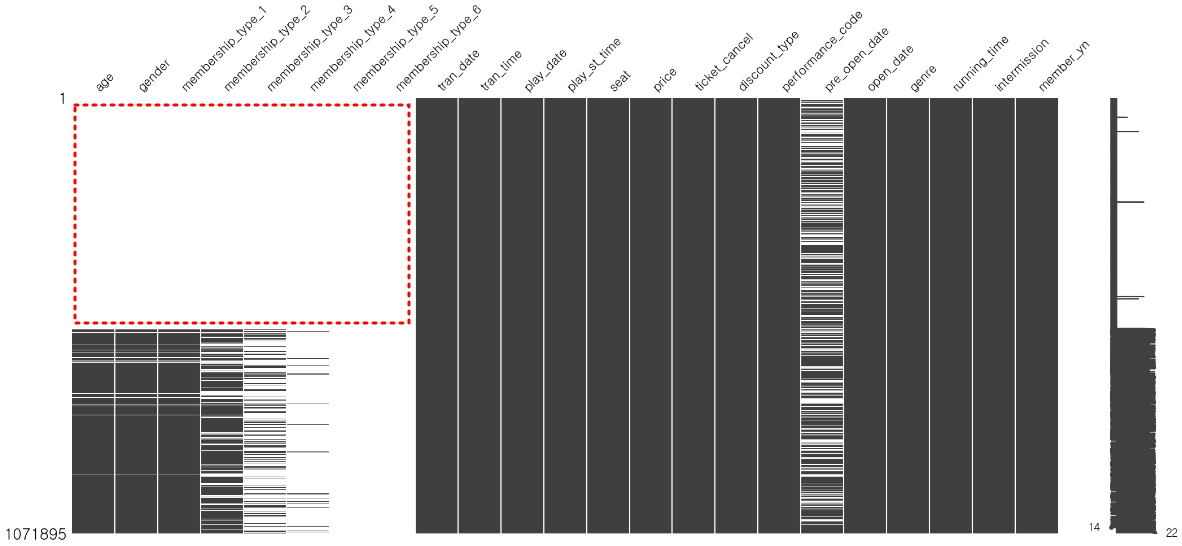 age
gender
membership_type_1
membership_type_2
membership_type_3
membership_type_4
membership_type_5
membership_type_6
tran_date
tran_time
play_date
play_st_time
seat
price
ticket_cancel
discount_type
performance_code
pre_open_date
open_date
genre
running_time
intermission
member_yn
1
1071895
14
22